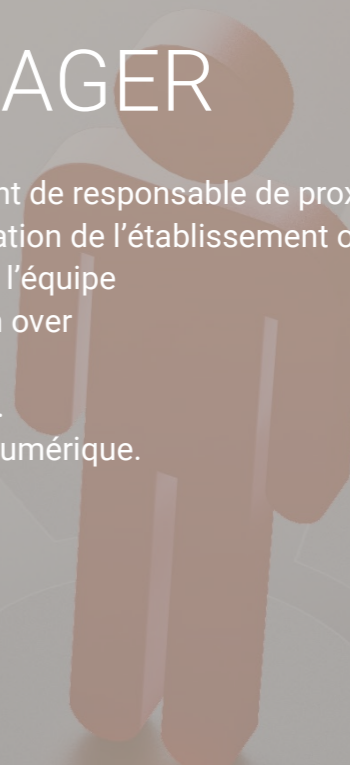 AGER
nt de responsable de prox
ation de l'établissement
l'équipe
over
.
umérique.